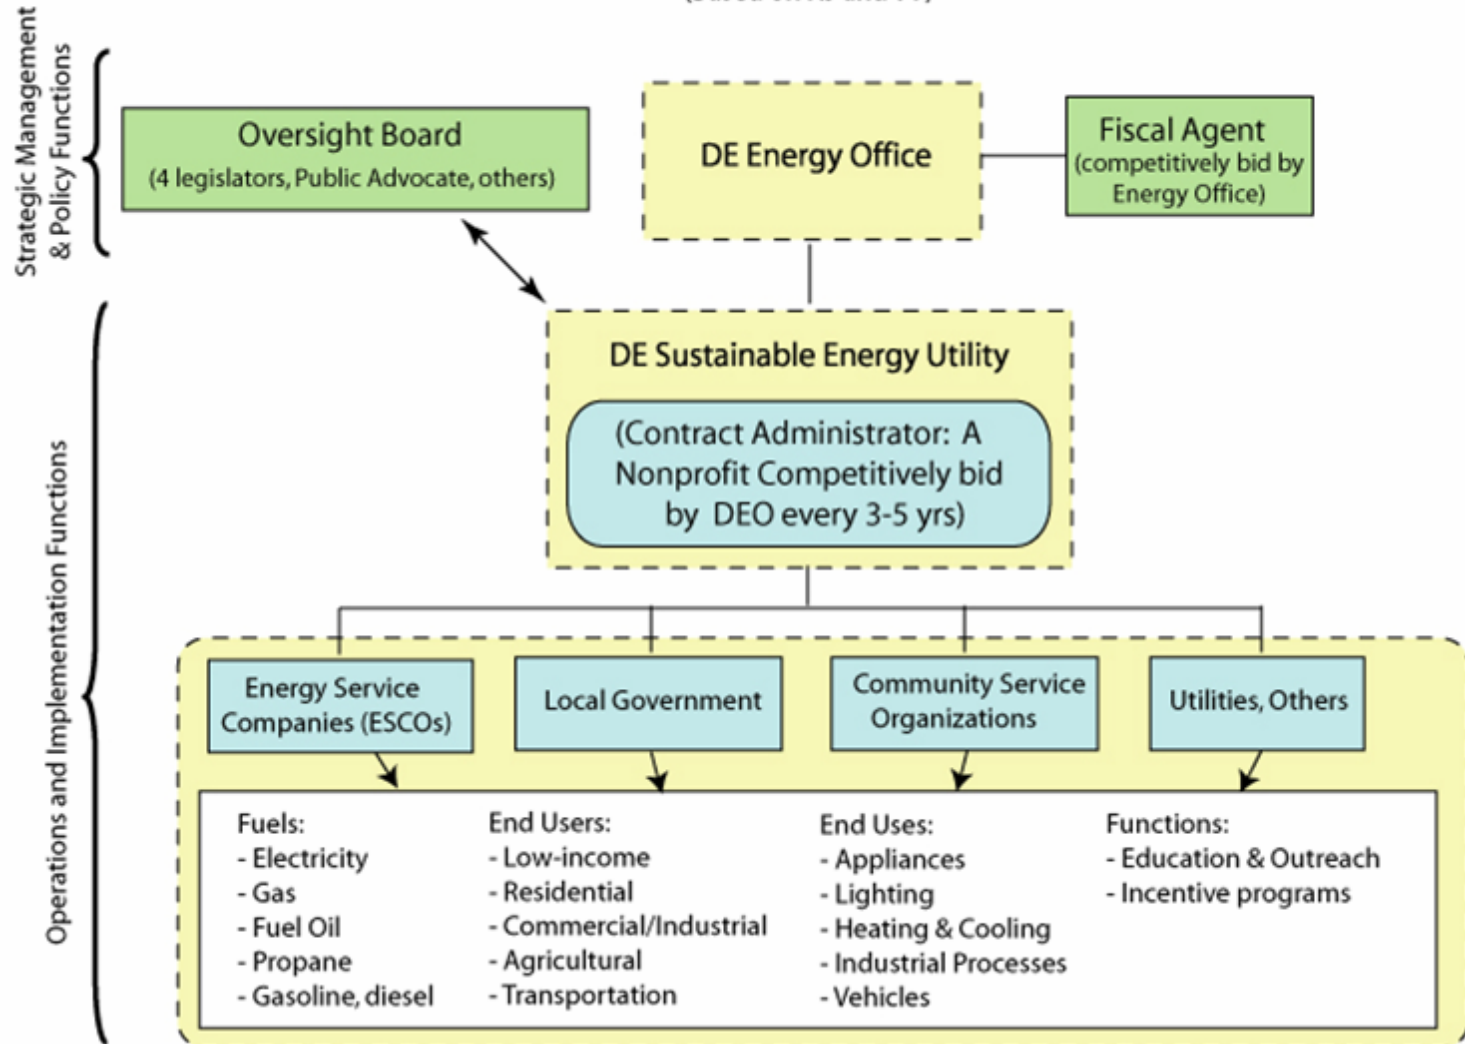 Strategic Management
& Policy Functions
Oversight Board
(4 legislators, Public Advocate, others)
DE Energy Office
Fiscal Agent
(competitively bid by
Energy Office)
Operations and Implementation Functions
DE Sustainable Energy Utility
(Contract Administrator: A
Nonprofit Competitively bid
by DEO every 3-5 yrs)
Energy Service
Companies (ESCOs)
Local Government
Community Service
Organizations
Utilities, Others
Fuels:
- Electricity
- Gas
- Fuel Oil
- Propane
- Gasoline, diesel
End Users:
- Low-income
- Residential
- Commercial/Industrial
- Agricultural
- Transportation
End Uses:
- Appliances
- Lighting
- Heating & Cooling
- Industrial Processes
- Vehicles
Functions:
- Education & Outreach
- Incentive programs